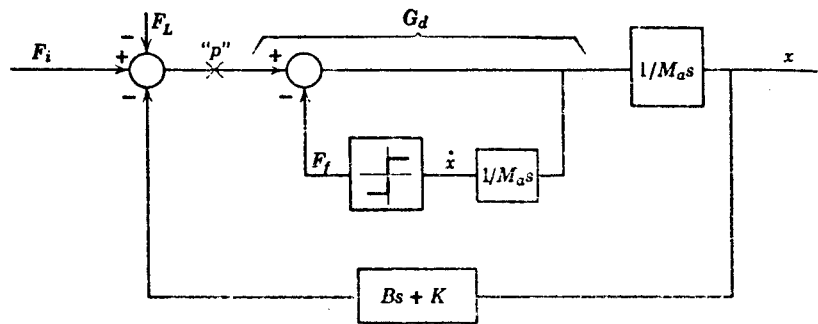 F_L
G_d
F_i
"p"
1/M_a s
x
F_f
ẋ
1/M_a s
Bs + K